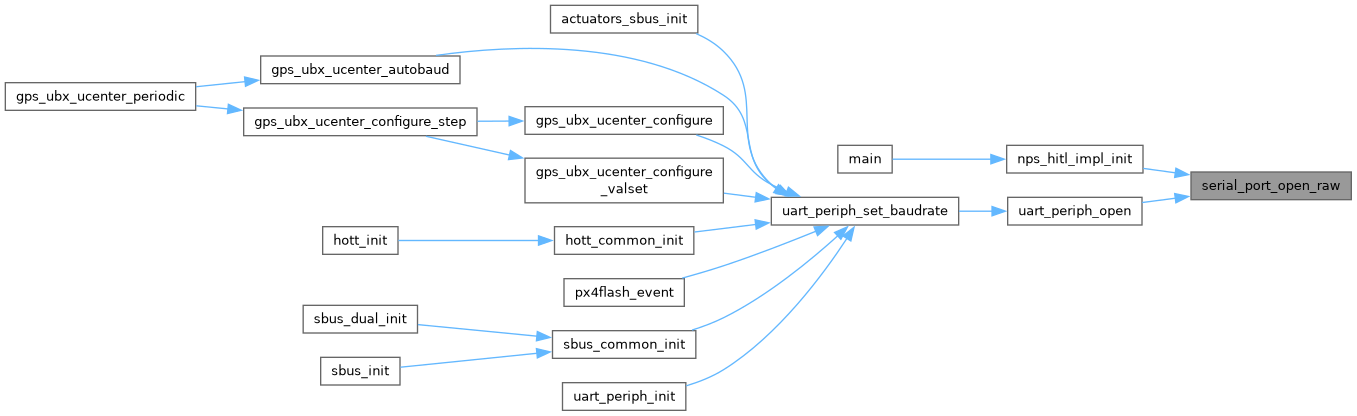 actuators_sbus_init
gps_ubx_ucenter_autobaud
gps_ubx_ucenter_periodic
gps_ubx_ucenter_configure
gps_ubx_ucenter_configure_step
main
nps_hitl_impl_init
gps_ubx_ucenter_configure
_valset
serial_port_open_raw
uart_periph_set_baudrate
uart_periph_open
hott_init
hott_common_init
px4flash_event
sbus_dual_init
sbus_common_init
sbus_init
uart_periph_init